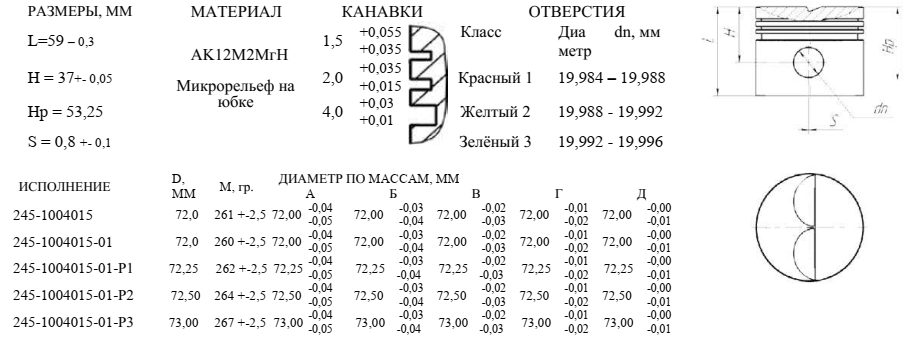 РАЗМЕРЫ, ММ МАТЕРИАЛ КАНАВКИ ОТВЕРСТИЯ
L=59 – 0,3
H = 37+- 0,05
Hp = 53,25
S = 0,8 +- 0,1
АК12М2МгН
Микрорельеф на
юбке
1,5 +0,055 +0,035
2,0 +0,035 +0,015
4,0 +0,03 +0,01
Класс Диа dn, мм
метр
Красный 1 19,984 – 19,988
Желтый 2 19,988 - 19,992
Зелёный 3 19,992 - 19,996
L H Hp
dn
S
ИСПОЛНЕНИЕ D, М, гр. ДИАМЕТР ПО МАССАМ, ММ
ММ А Б В Г Д
245-1004015 72,0 261 +-2,5 72,00 -0,04 -0,05 72,00 -0,03 -0,04 72,00 -0,02 -0,03 72,00 -0,01 -0,02 72,00 -0,00 -0,01
245-1004015-01 72,0 260 +-2,5 72,00 -0,04 -0,05 72,00 -0,03 -0,04 72,00 -0,02 -0,03 72,00 -0,01 -0,02 72,00 -0,00 -0,01
245-1004015-01-Р1 72,25 262 +-2,5 72,25 -0,04 -0,05 72,25 -0,03 -0,04 72,25 -0,02 -0,03 72,25 -0,01 -0,02 72,25 -0,00 -0,01
245-1004015-01-Р2 72,50 264 +-2,5 72,50 -0,04 -0,05 72,50 -0,03 -0,04 72,50 -0,02 -0,03 72,50 -0,01 -0,02 72,50 -0,00 -0,01
245-1004015-01-Р3 73,00 267 +-2,5 73,00 -0,04 -0,05 73,00 -0,03 -0,04 73,00 -0,02 -0,03 73,00 -0,01 -0,02 73,00 -0,00 -0,01